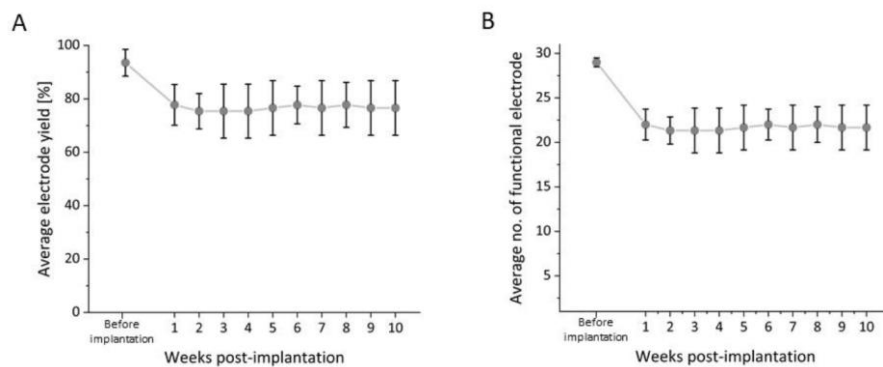 A
Average electrode yield [%]
100
80
60
40
20
0
Before
implantation
1 2 3 4 5 6 7 8 9 10
Weeks post-implantation
B
Average no. of functional electrode
30
25
20
15
10
5
Before
implantation
1 2 3 4 5 6 7 8 9 10
Weeks post-implantation